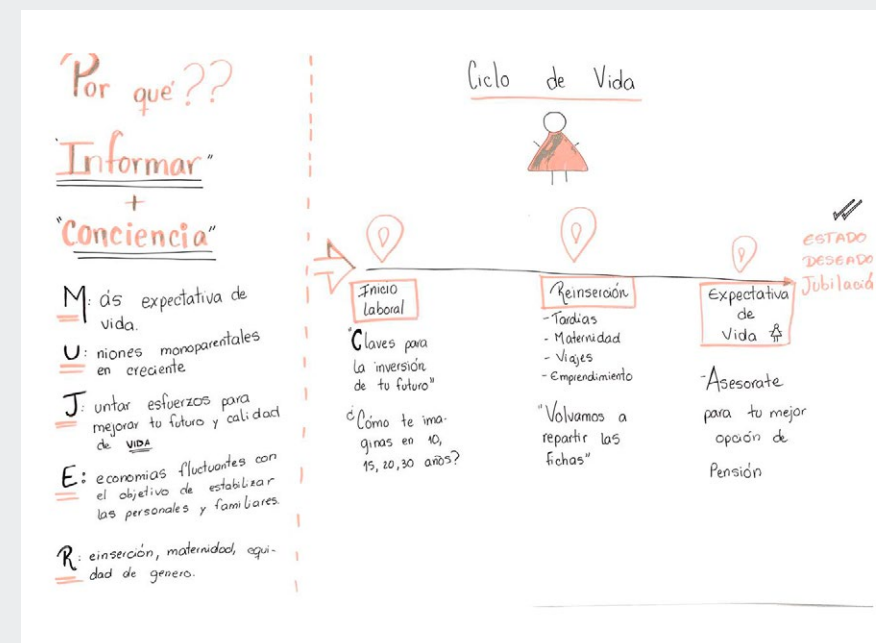 "Por qué??
"Informar"
+
"Conciencia"
M: ás expectativa de
vida.
U: niones monoparentales
en creciente
J: untar esfuerzos para
mejorar tu futuro y calidad
de VIDA
E: economias fluctuantes con
el objetivo de estabilizar
las personales y familiares.
R: einserción, maternidad, equi-
dad de genero.
Ciclo de Vida
Inicio
laboral
"Claves para
la inversión
de tu futuro"
¿Cómo te ima-
ginas en 10,
15, 20, 30 años?
Reinserción
- Tardías
- Maternidad
- Viajes
- Emprendimiento
"Volvamos a
repartir las
fichas"
Expectativa
de
Vida
-Asesorate
para tu mejor
opción de
Pensión
ESTADO
DESEADO
Jubilació